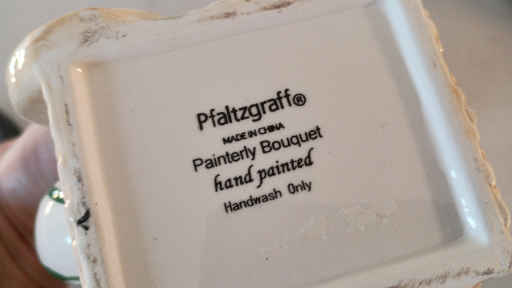 Pfaltzgraff®
MADE IN CHINA
Painterly Bouquet
hand painted
Handwash Only